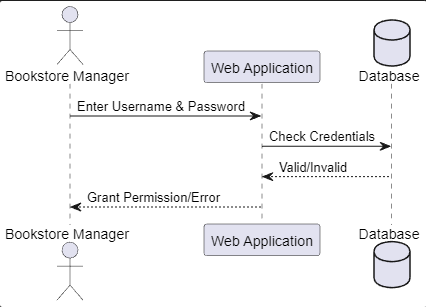 Bookstore Manager
Web Application
Database
Enter Username & Password
Check Credentials
Valid/Invalid
Grant Permission/Error
Bookstore Manager
Web Application
Database